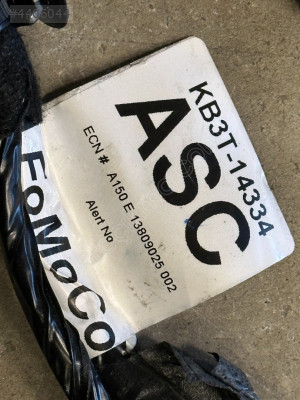 KB3T-14334
ASC
ECN # A150 E 13809025 002
Alert No
FoMoCo